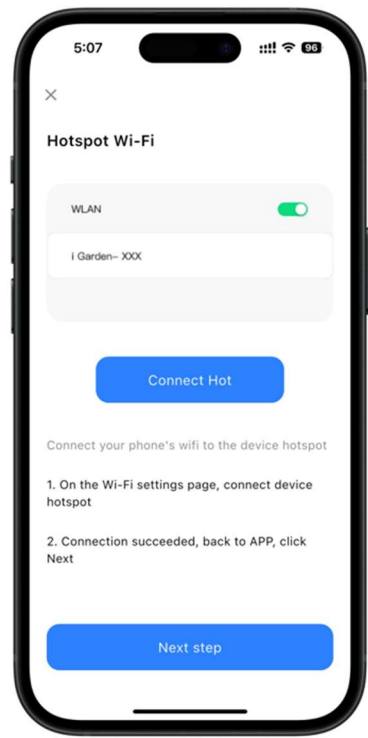 5:07
96
Hotspot Wi-Fi
WLAN
i Garden– XXX
Connect Hot
Connect your phone's wifi to the device hotspot
1. On the Wi-Fi settings page, connect device
hotspot
2. Connection succeeded, back to APP, click
Next
Next step